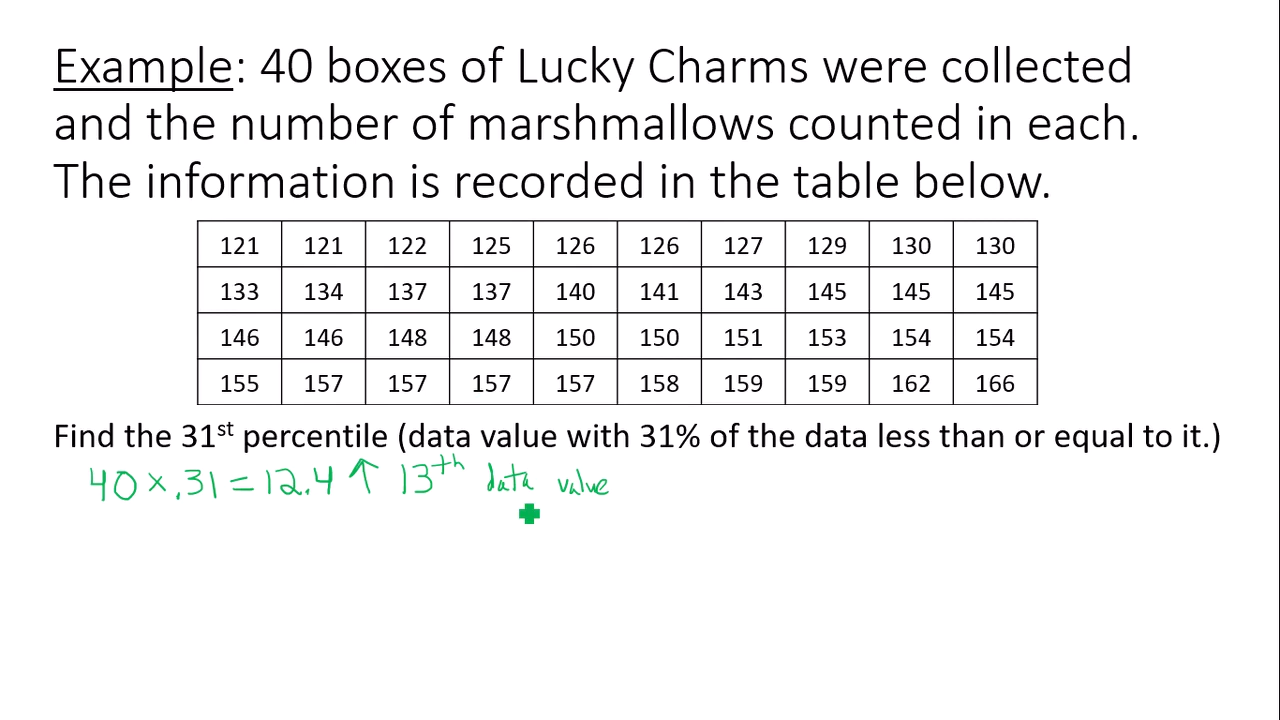 Example: 40 boxes of Lucky Charms were collected
and the number of marshmallows counted in each.
The information is recorded in the table below.
121 121 122 125 126 126 127 129 130 130
133 134 137 137 140 141 143 145 145 145
146 146 148 148 150 150 151 153 154 154
155 157 157 157 157 158 159 159 162 166
Find the 31st percentile (data value with 31% of the data less than or equal to it.)
40 × .31 = 12.4 ↑ 13th data value